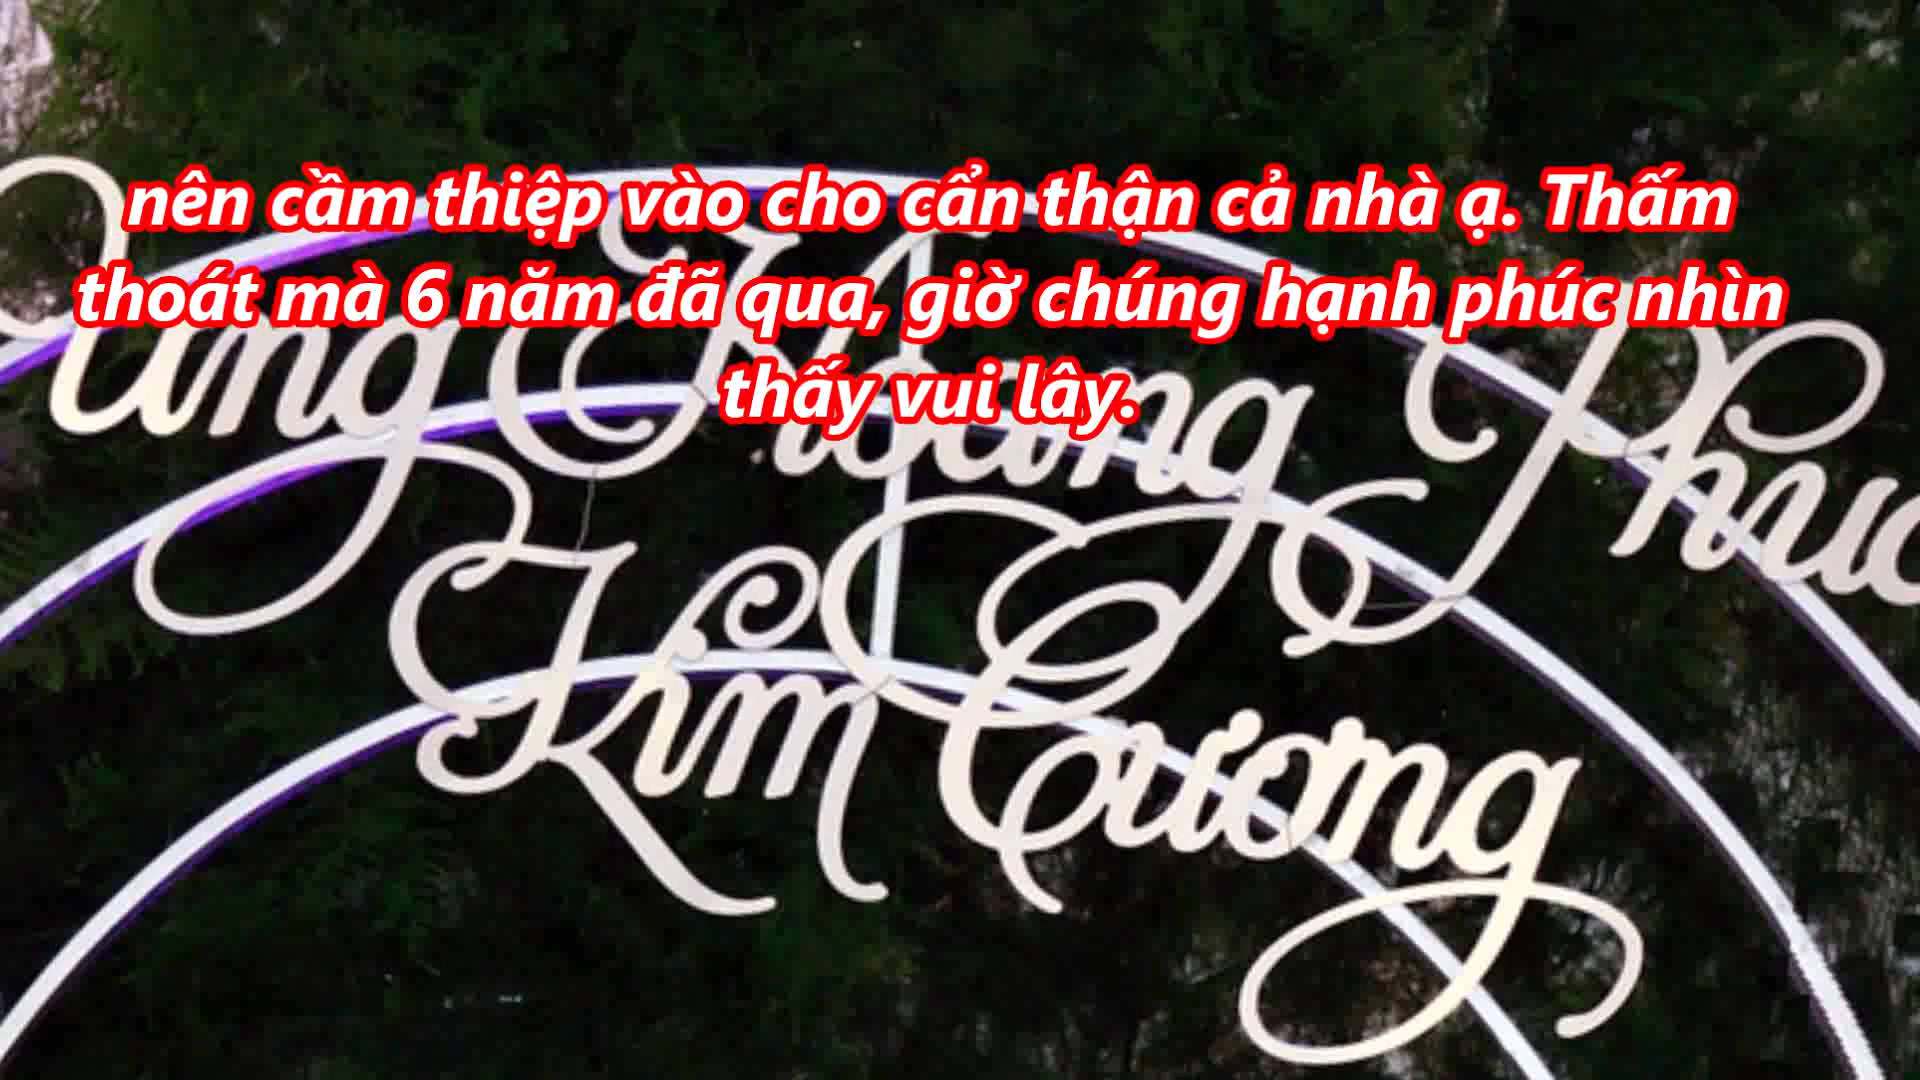 nên cầm thiệp vào cho cẩn thận cả nhà ạ. Thấm
thoát mà 6 năm đã qua, giờ chúng hạnh phúc nhìn
thấy vui lây.
Kim Cương